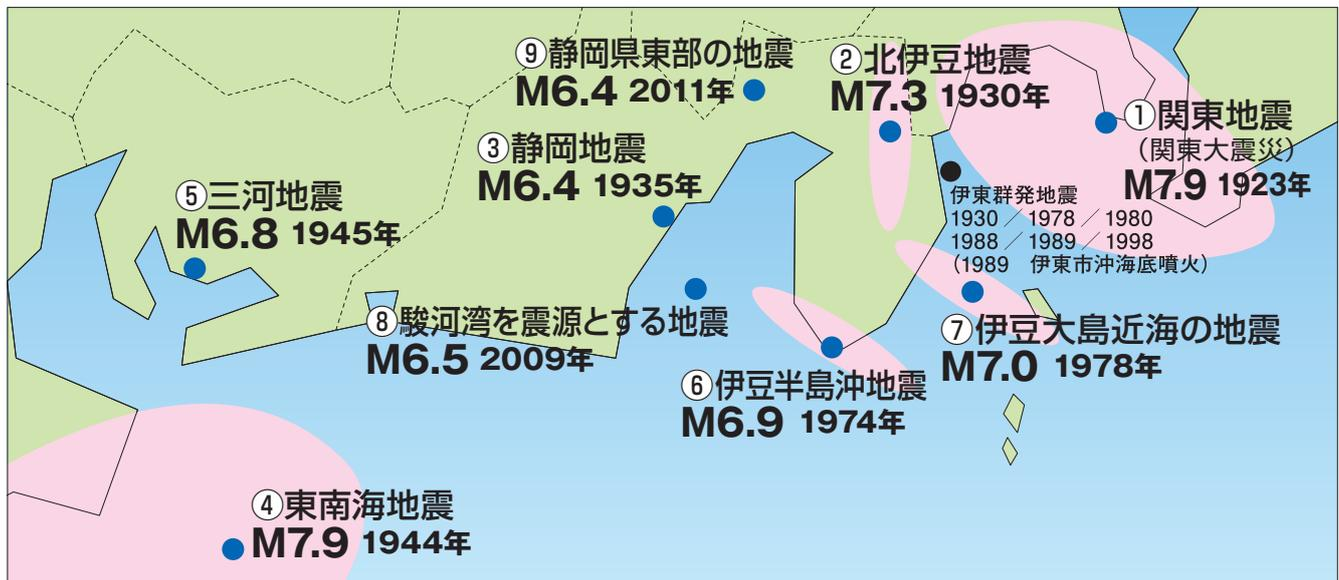 ⑨静岡県東部の地震
M6.4 2011年
②北伊豆地震
M7.3 1930年
①関東地震
（関東大震災）
M7.9 1923年
③静岡地震
M6.4 1935年
⑤三河地震
M6.8 1945年
伊東群発地震
1930／1978／1980
1988／1989／1998
（1989　伊東市沖海底噴火）
⑧駿河湾を震源とする地震
M6.5 2009年
⑦伊豆大島近海の地震
M7.0 1978年
⑥伊豆半島沖地震
M6.9 1974年
④東南海地震
M7.9 1944年